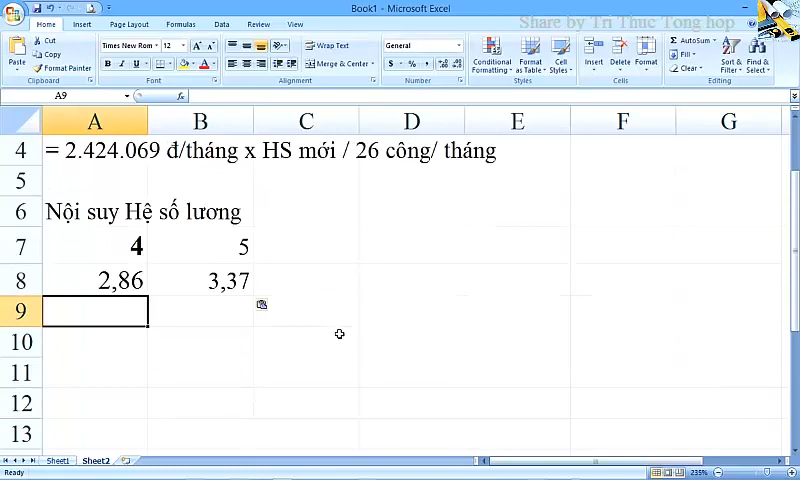 Book1 - Microsoft Excel
Share by Tri Thuc Tong hop
Home Insert Page Layout Formulas Data Review View
Paste Cut Copy Format Painter Times New Rom 12 Wrap Text General Conditional Formatting Format as Table Cell Styles Insert Delete Format AutoSum Fill Clear Sort & Filter Find & Select
B I U A A Merge & Center $ % ,
Clipboard Font Alignment Number Styles Cells Editing
A9 fx
A B C D E F G
4 = 2.424.069 đ/tháng x HS mới / 26 công/ tháng
5
6 Nội suy Hệ số lương
7 4 5
8 2,86 3,37
9
10
11
12
13
Sheet1 Sheet2
Ready 235%